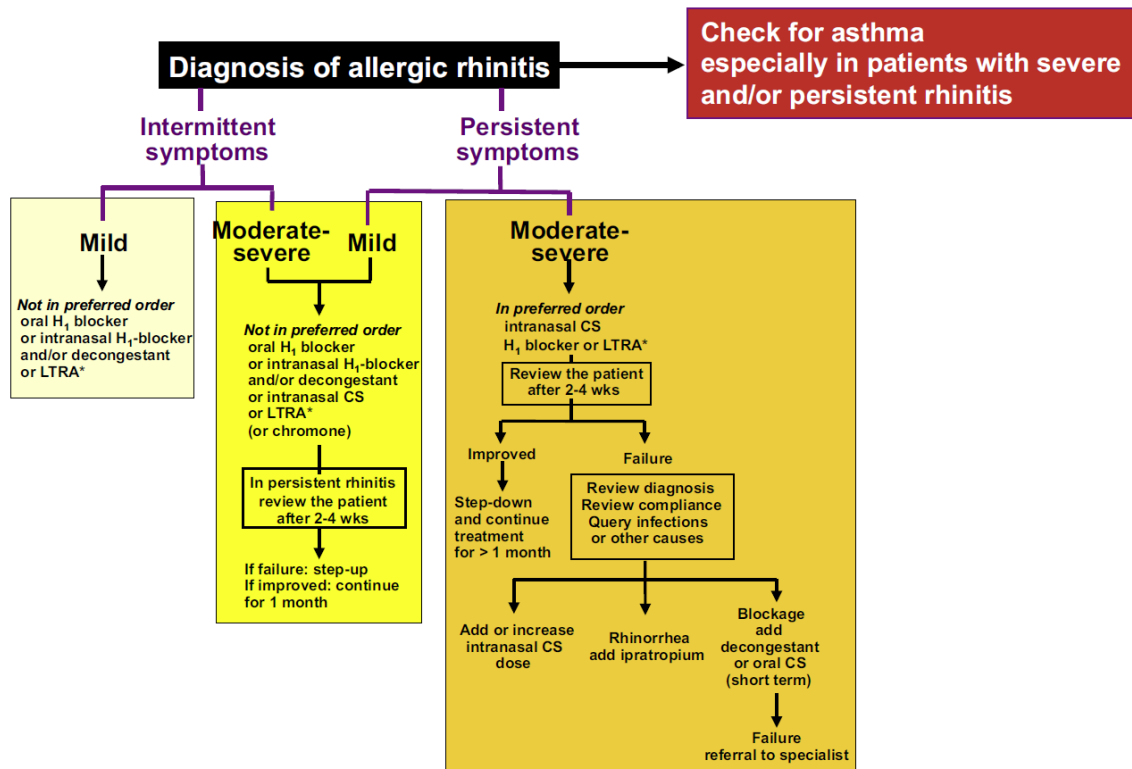 Diagnosis of allergic rhinitis
Check for asthma
especially in patients with severe
and/or persistent rhinitis
Intermittent
symptoms
Persistent
symptoms
Mild
Not in preferred order
oral H₁ blocker
or intranasal H₁-blocker
and/or decongestant
or LTRA*
Moderate-
severe
Mild
Not in preferred order
oral H₁ blocker
or intranasal H₁-blocker
and/or decongestant
or intranasal CS
or LTRA*
(or chromone)
In persistent rhinitis
review the patient
after 2-4 wks
If failure: step-up
If improved: continue
for 1 month
Moderate-
severe
In preferred order
intranasal CS
H₁ blocker or LTRA*
Review the patient
after 2-4 wks
Improved
Step-down
and continue
treatment
for > 1 month
Failure
Review diagnosis
Review compliance
Query infections
or other causes
Add or increase
intranasal CS
dose
Rhinorrhea
add ipratropium
Blockage
add
decongestant
or oral CS
(short term)
Failure
referral to specialist